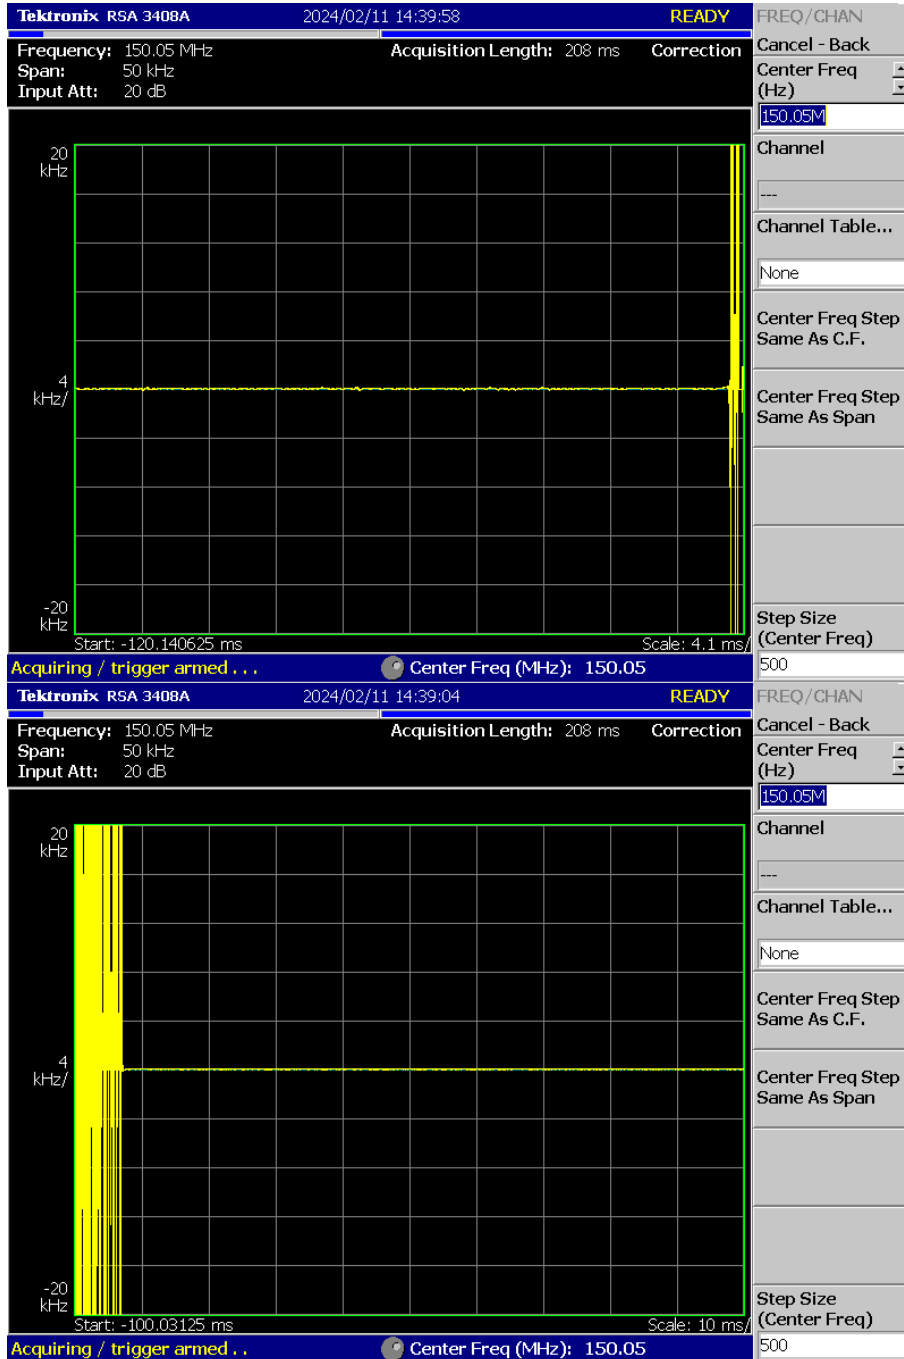 Tektronix RSA 3408A 2024/02/11 14:39:58 READY FREQ/CHAN
Frequency: 150.05 MHz Acquisition Length: 208 ms Correction
Span: 50 kHz
Input Att: 20 dB
Cancel - Back
Center Freq
(Hz)
150.05M
Channel
---
Channel Table...
None
Center Freq Step
Same As C.F.
Center Freq Step
Same As Span
Step Size
(Center Freq)
500
20
kHz
4
kHz/
-20
kHz
Start: -120.140625 ms Scale: 4.1 ms/
Acquiring / trigger armed . . . Center Freq (MHz): 150.05
Tektronix RSA 3408A 2024/02/11 14:39:04 READY FREQ/CHAN
Frequency: 150.05 MHz Acquisition Length: 208 ms Correction
Span: 50 kHz
Input Att: 20 dB
Cancel - Back
Center Freq
(Hz)
150.05M
Channel
---
Channel Table...
None
Center Freq Step
Same As C.F.
Center Freq Step
Same As Span
Step Size
(Center Freq)
500
20
kHz
4
kHz/
-20
kHz
Start: -100.03125 ms Scale: 10 ms/
Acquiring / trigger armed . . Center Freq (MHz): 150.05